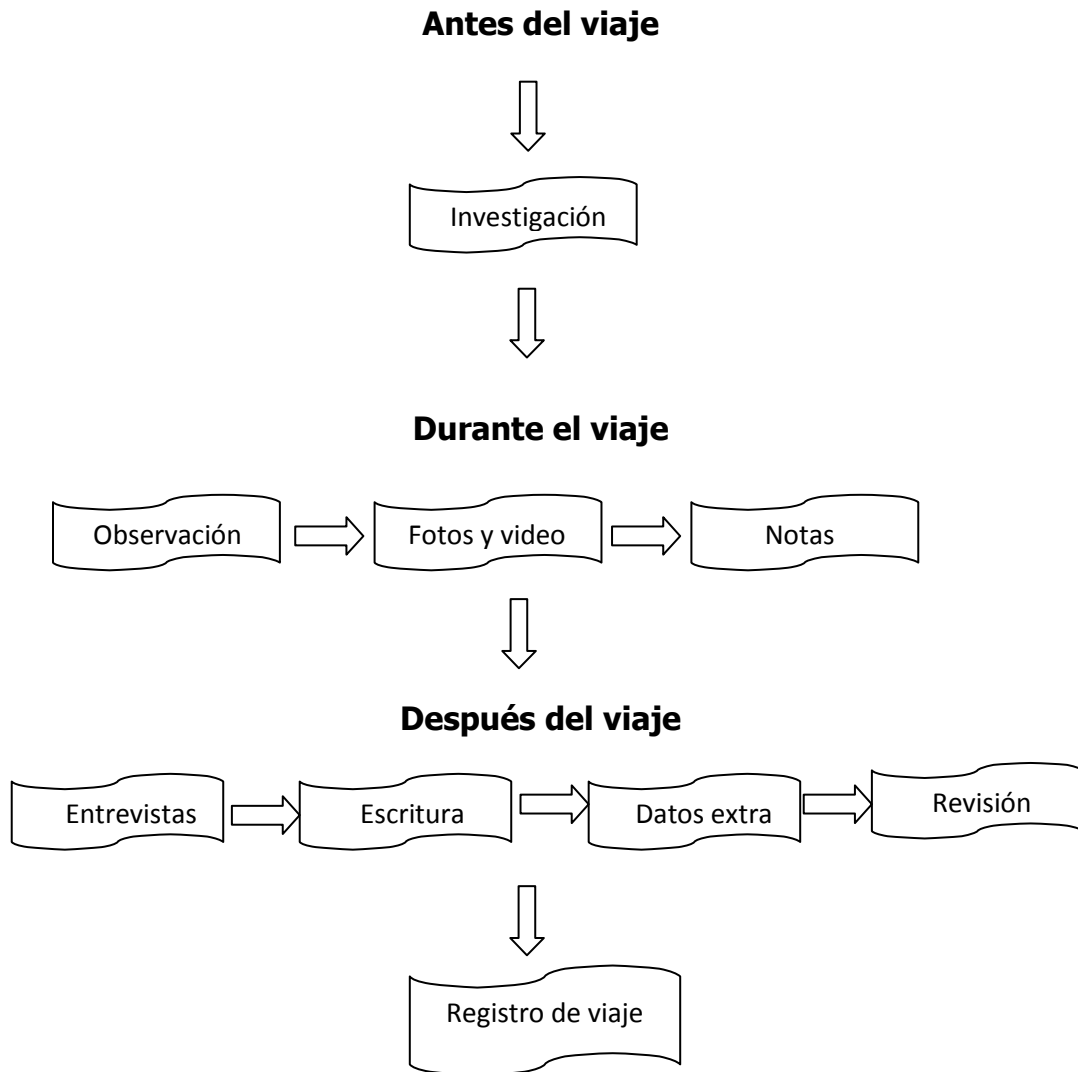 Antes del viaje
Investigación
Durante el viaje
Observación
Fotos y video
Notas
Después del viaje
Entrevistas
Escritura
Datos extra
Revisión
Registro de viaje